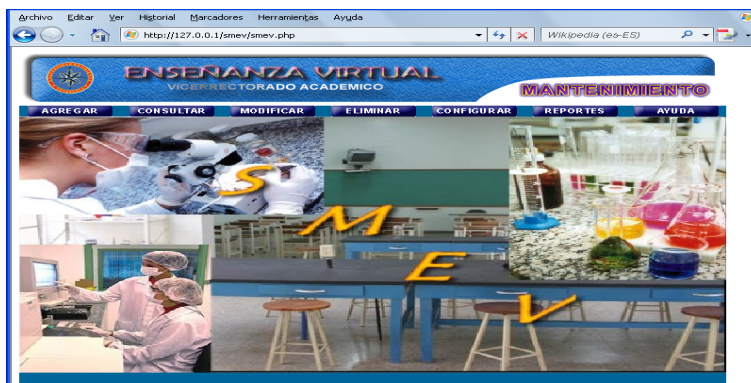 Archivo Editar Ver Historial Marcadores Herramientas Ayuda
http://127.0.0.1/smev/smev.php Wikipedia (es-ES)
ENSEÑANZA VIRTUAL
VICERRECTORADO ACADEMICO
MANTENIMIENTO
AGREGAR CONSULTAR MODIFICAR ELIMINAR CONFIGURAR REPORTES AYUDA
S
M
E
V